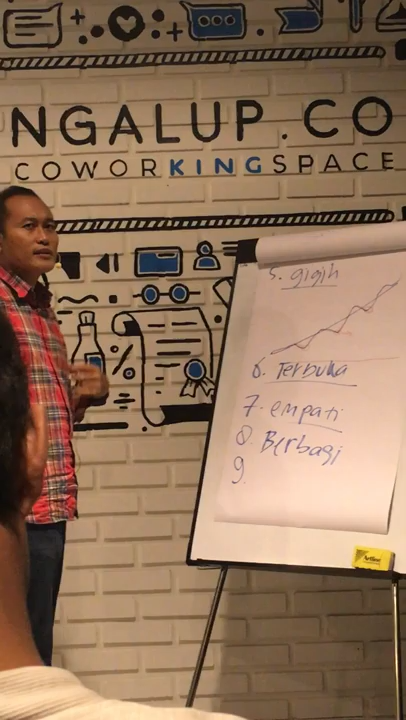 NGALUP.CO
COWORKINGSPACE
5. gigih
6. Terbuka
7. empati
8. Berbagi
9.
Artline